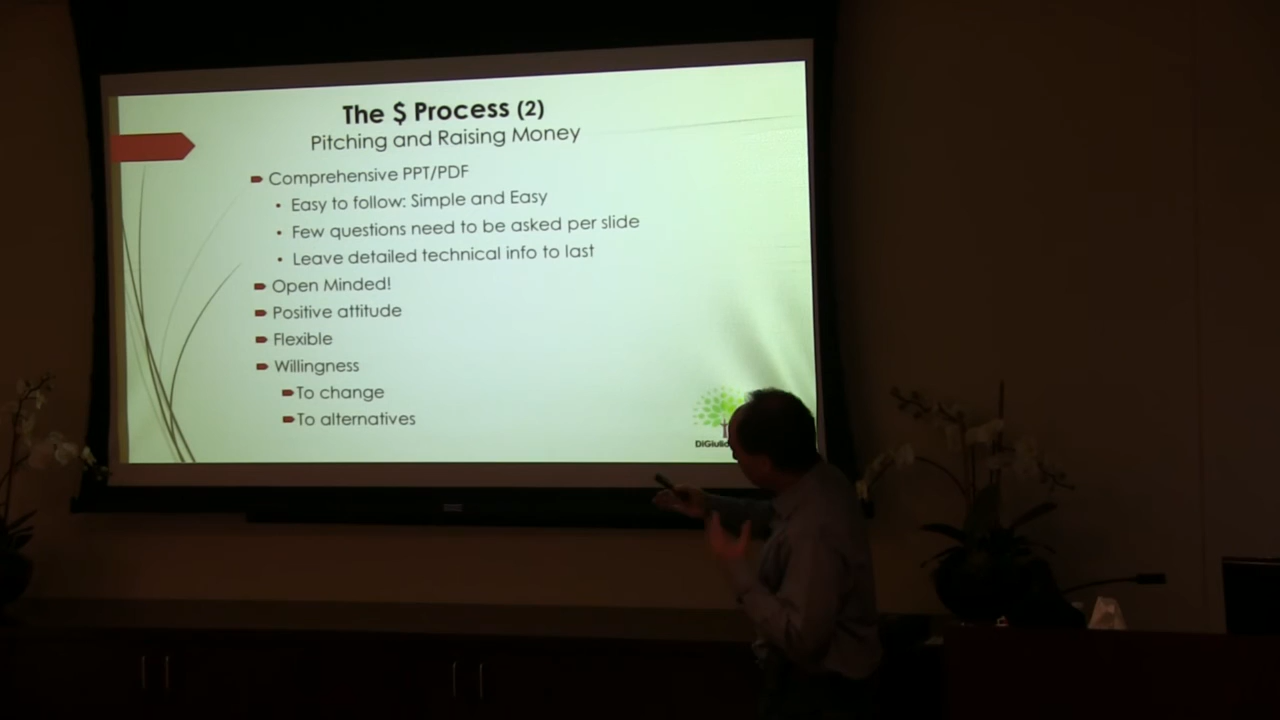 The $ Process (2)
Pitching and Raising Money
Comprehensive PPT/PDF
Easy to follow: Simple and Easy
Few questions need to be asked per slide
Leave detailed technical info to last
Open Minded!
Positive attitude
Flexible
Willingness
To change
To alternatives